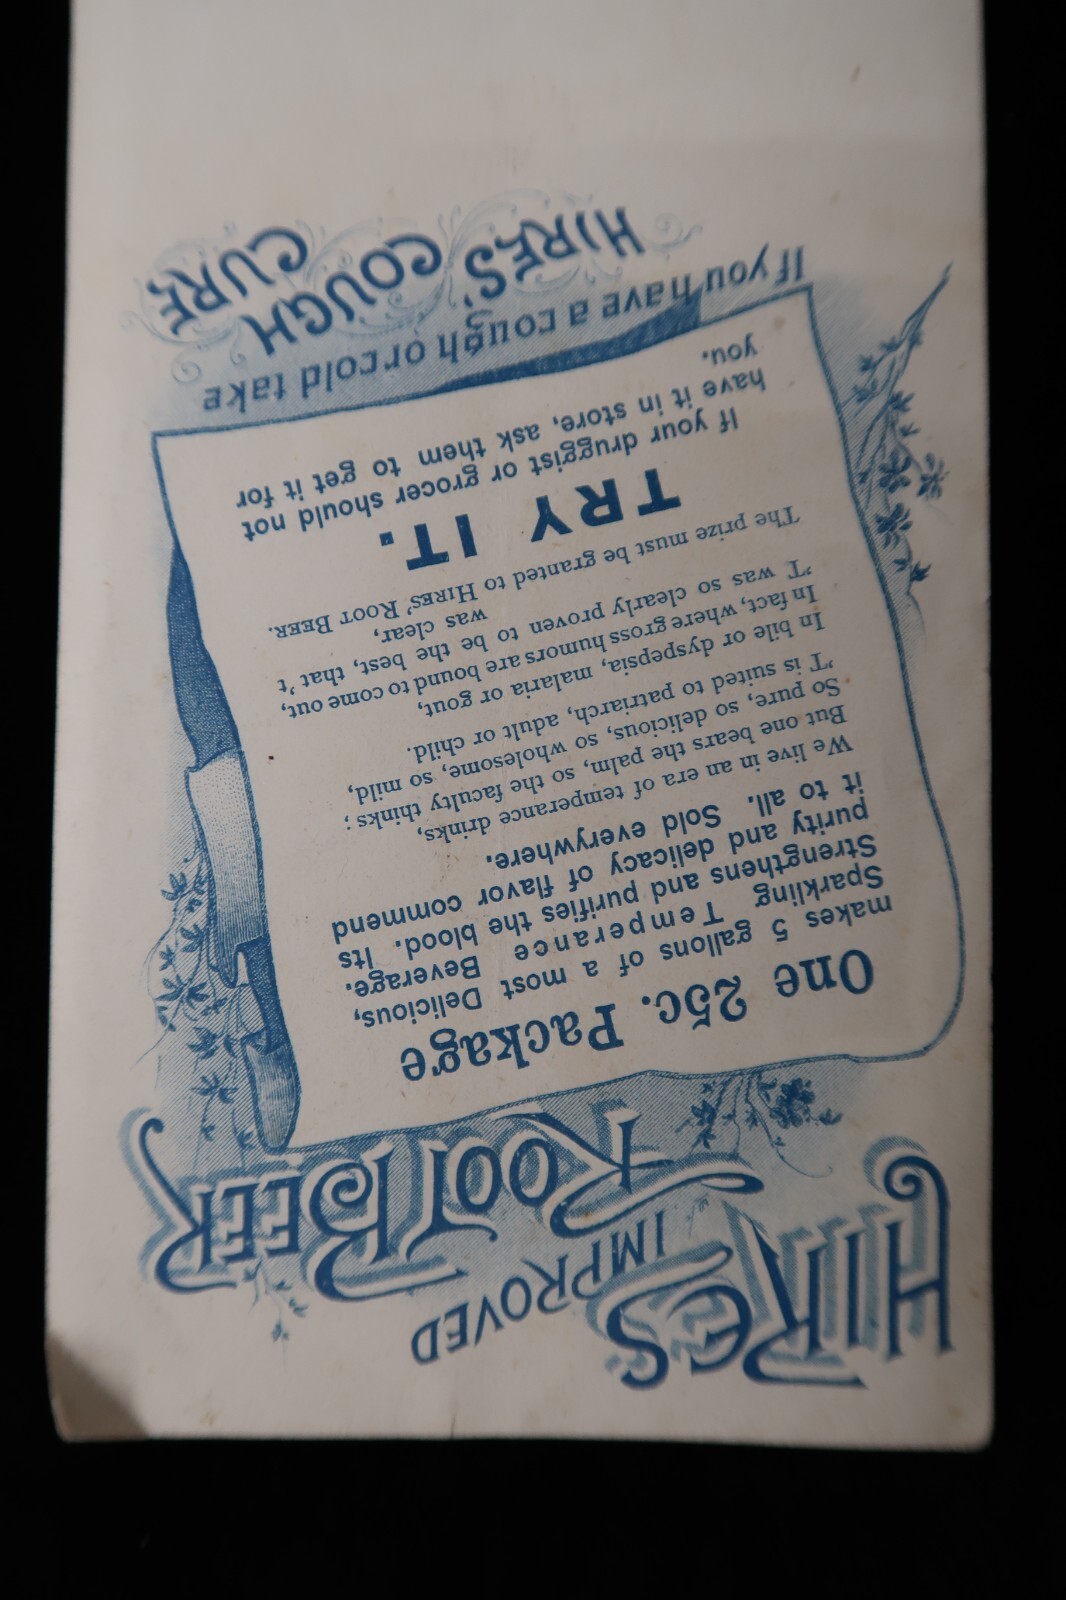 HIRES'
IMPROVED
ROOT BEER
One 25c. Package
makes 5 gallons of a most Delicious,
Sparkling Temperance Beverage.
Strengthens and purifies the blood. Its
purity and delicacy of flavor commend
it to all. Sold everywhere.
We live in an era of temperance drinks,
But one bears the palm, so the faculty thinks ;
So pure, so delicious, so wholesome, so mild,
'T is suited to patriarch, adult or child.
In bile or dyspepsia, malaria or gout,
In fact, where gross humors are bound to come out,
'T was so clearly proven to be the best, that 't
was clear,
The prize must be granted to HIRES' ROOT BEER.
TRY IT.
If your druggist or grocer should not
have it in store, ask them to get it for
you.
If you have a cough or cold take
HIRES' COUGH CURE